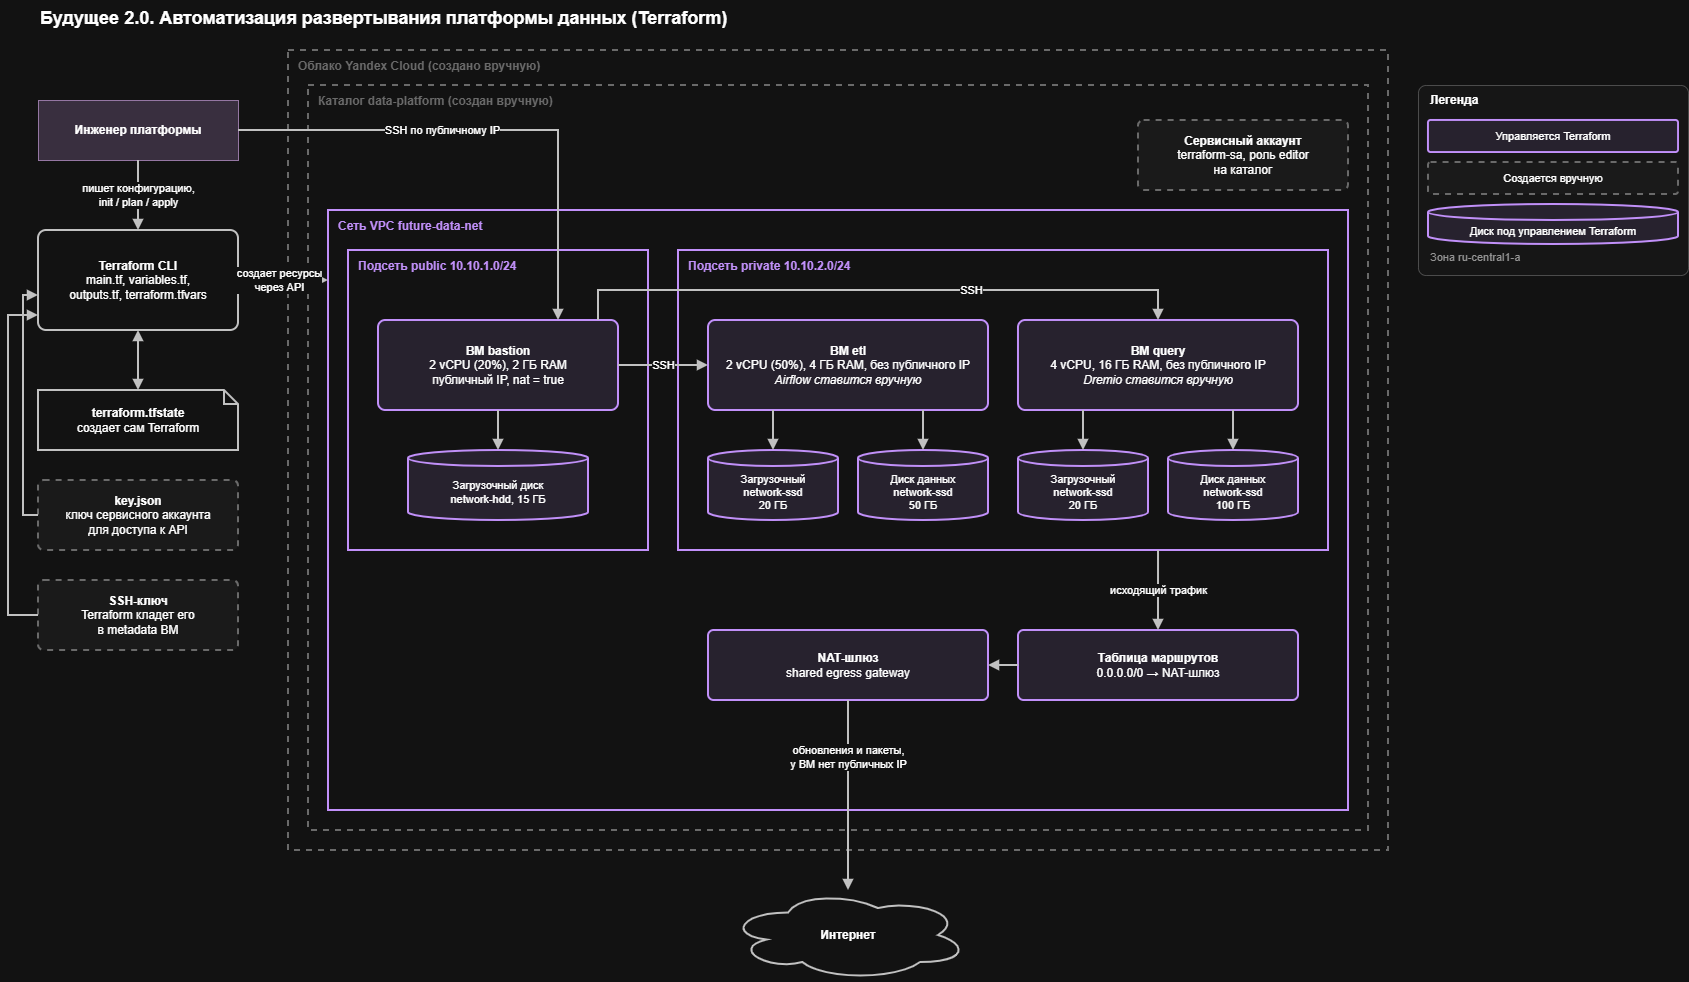 Будущее 2.0. Автоматизация развертывания платформы данных (Terraform)
Облако Yandex Cloud (создано вручную)
Каталог data-platform (создан вручную)
Легенда
Управляется Terraform
Создается вручную
Диск под управлением Terraform
Зона ru-central1-a
Инженер платформы
SSH по публичному IP
Сервисный аккаунт
terraform-sa, роль editor
на каталог
пишет конфигурацию,
init / plan / apply
Terraform CLI
main.tf, variables.tf,
outputs.tf, terraform.tfvars
создает ресурсы
через API
terraform.tfstate
создает сам Terraform
key.json
ключ сервисного аккаунта
для доступа к API
SSH-ключ
Terraform кладет его
в metadata ВМ
Сеть VPC future-data-net
Подсеть public 10.10.1.0/24
ВМ bastion
2 vCPU (20%), 2 ГБ RAM
публичный IP, nat = true
Загрузочный диск
network-hdd, 15 ГБ
SSH
Подсеть private 10.10.2.0/24
SSH
ВМ etl
2 vCPU (50%), 4 ГБ RAM, без публичного IP
Airflow ставится вручную
ВМ query
4 vCPU, 16 ГБ RAM, без публичного IP
Dremio ставится вручную
Загрузочный
network-ssd
20 ГБ
Диск данных
network-ssd
50 ГБ
Загрузочный
network-ssd
20 ГБ
Диск данных
network-ssd
100 ГБ
исходящий трафик
NAT-шлюз
shared egress gateway
Таблица маршрутов
0.0.0.0/0 → NAT-шлюз
обновления и пакеты,
у ВМ нет публичных IP
Интернет